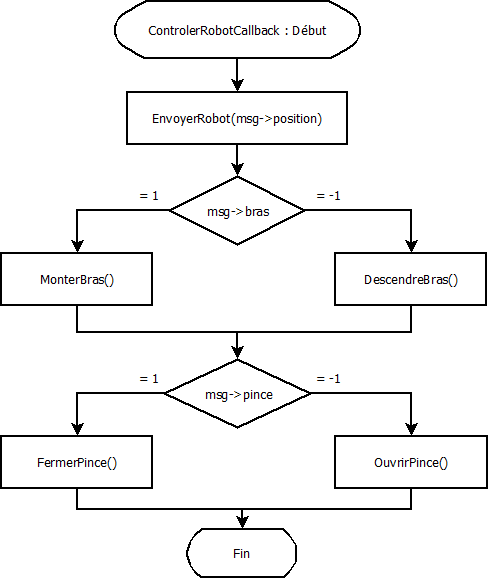 ControlerRobotCallback : Début
EnvoyerRobot(msg->position)
= 1
= -1
msg->bras
MonterBras()
DescendreBras()
= 1
= -1
msg->pince
FermerPince()
OuvrirPince()
Fin